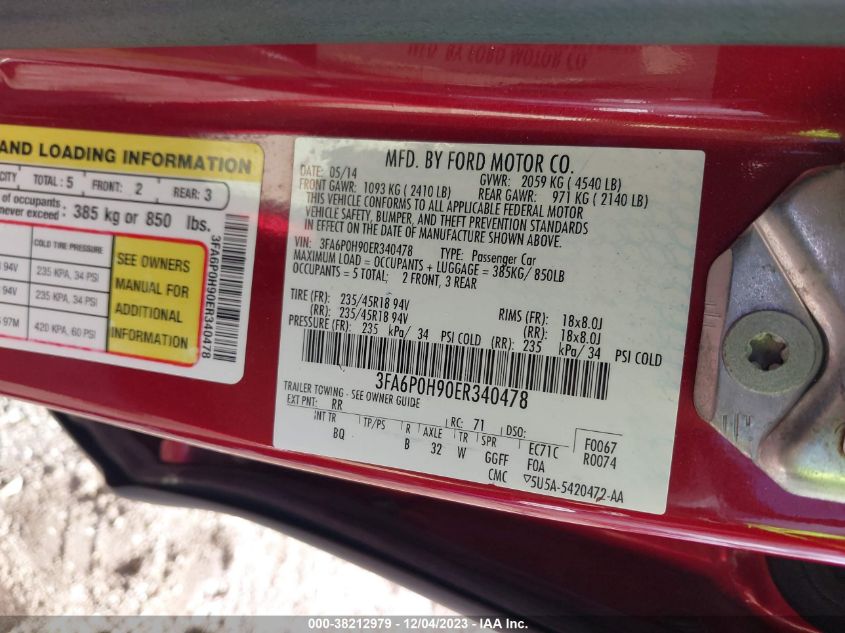 MFD. BY FORD MOTOR CO.
AND LOADING INFORMATION
CITY TOTAL: 5 FRONT: 2 REAR: 3
of occupants:
never exceed: 385 kg or 850 lbs.
COLD TIRE PRESSURE
94V 235 KPA, 34 PSI
94V 235 KPA, 34 PSI
97M 420 KPA, 60 PSI
SEE OWNERS
MANUAL FOR
ADDITIONAL
INFORMATION
3FA6P0H90ER340478
MFD. BY FORD MOTOR CO.
DATE: 05/14 GVWR: 2059 KG ( 4540 LB)
FRONT GAWR: 1093 KG ( 2410 LB) REAR GAWR: 971 KG ( 2140 LB)
THIS VEHICLE CONFORMS TO ALL APPLICABLE FEDERAL MOTOR
VEHICLE SAFETY, BUMPER, AND THEFT PREVENTION STANDARDS
IN EFFECT ON THE DATE OF MANUFACTURE SHOWN ABOVE.
VIN: 3FA6P0H90ER340478 TYPE: Passenger Car
MAXIMUM LOAD = OCCUPANTS + LUGGAGE = 385KG/ 850LB
OCCUPANTS = 5 TOTAL: 2 FRONT, 3 REAR
TIRE (FR): 235/45R18 94V RIMS (FR): 18x8.0J
(RR): 235/45R18 94V (RR): 18x8.0J
PRESSURE (FR): 235 kPa/ 34 PSI COLD (RR): 235 kPa/ 34 PSI COLD
3FA6P0H90ER340478
TRAILER TOWING - SEE OWNER GUIDE
EXT PNT: RR RC: 71 DSO: F0067
INT TR TP/PS R AXLE TR SPR EC71C R0074
BQ B 32 W GGFF F0A
CMC ▽5U5A-5420472-AA
000-38212979 - 12/04/2023 - IAA Inc.